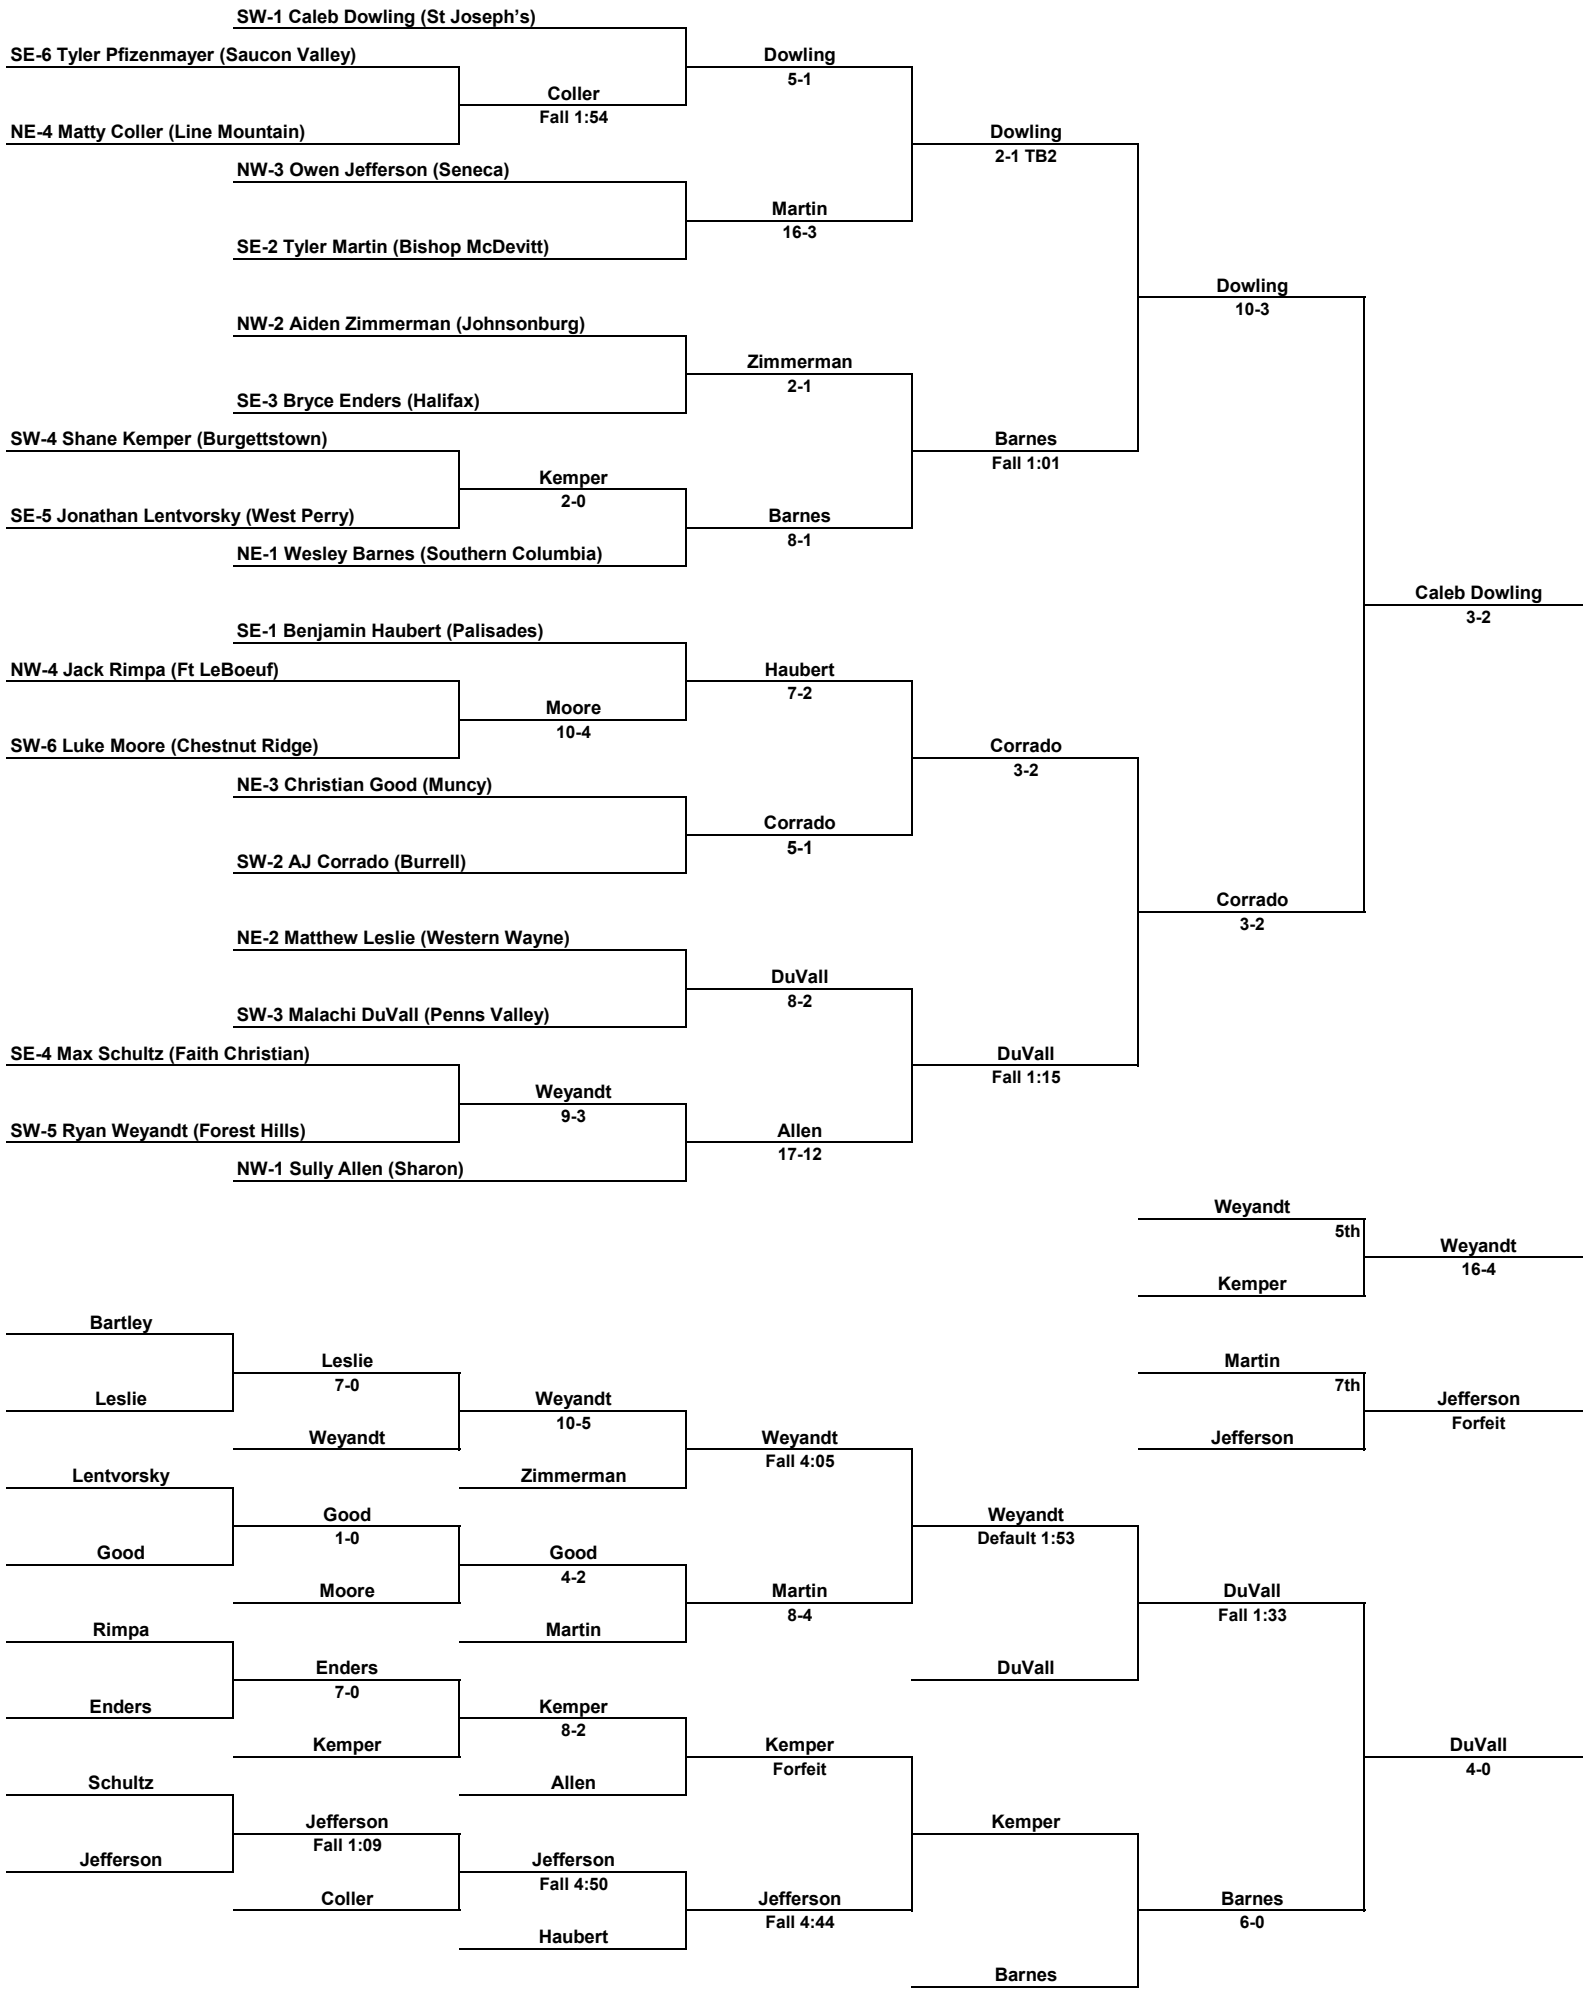 SW-1 Caleb Dowling (St Joseph’s)
SE-6 Tyler Pfizenmayer (Saucon Valley)
Dowling
5-1
Coller
Fall 1:54
NE-4 Matty Coller (Line Mountain)
Dowling
2-1 TB2
NW-3 Owen Jefferson (Seneca)
Martin
16-3
SE-2 Tyler Martin (Bishop McDevitt)
Dowling
10-3
NW-2 Aiden Zimmerman (Johnsonburg)
Zimmerman
2-1
SE-3 Bryce Enders (Halifax)
SW-4 Shane Kemper (Burgettstown)
Barnes
Fall 1:01
Kemper
2-0
SE-5 Jonathan Lentvorsky (West Perry)
Barnes
8-1
NE-1 Wesley Barnes (Southern Columbia)
Caleb Dowling
3-2
SE-1 Benjamin Haubert (Palisades)
NW-4 Jack Rimpa (Ft LeBoeuf)
Haubert
7-2
Moore
10-4
SW-6 Luke Moore (Chestnut Ridge)
Corrado
3-2
NE-3 Christian Good (Muncy)
Corrado
5-1
SW-2 AJ Corrado (Burrell)
Corrado
3-2
NE-2 Matthew Leslie (Western Wayne)
DuVall
8-2
SW-3 Malachi DuVall (Penns Valley)
SE-4 Max Schultz (Faith Christian)
DuVall
Fall 1:15
Weyandt
9-3
SW-5 Ryan Weyandt (Forest Hills)
Allen
17-12
NW-1 Sully Allen (Sharon)
Weyandt
5th
Weyandt
16-4
Kemper
Bartley
Leslie
7-0
Martin
7th
Leslie
Weyandt
10-5
Jefferson
Forfeit
Weyandt
Weyandt
Fall 4:05
Jefferson
Lentvorsky
Zimmerman
Good
1-0
Weyandt
Default 1:53
Good
Good
4-2
Moore
Martin
8-4
DuVall
Fall 1:33
Rimpa
Martin
Enders
7-0
DuVall
Enders
Kemper
8-2
Kemper
Kemper
Forfeit
DuVall
4-0
Schultz
Allen
Jefferson
Fall 1:09
Kemper
Jefferson
Jefferson
Fall 4:50
Coller
Jefferson
Fall 4:44
Barnes
6-0
Haubert
Barnes